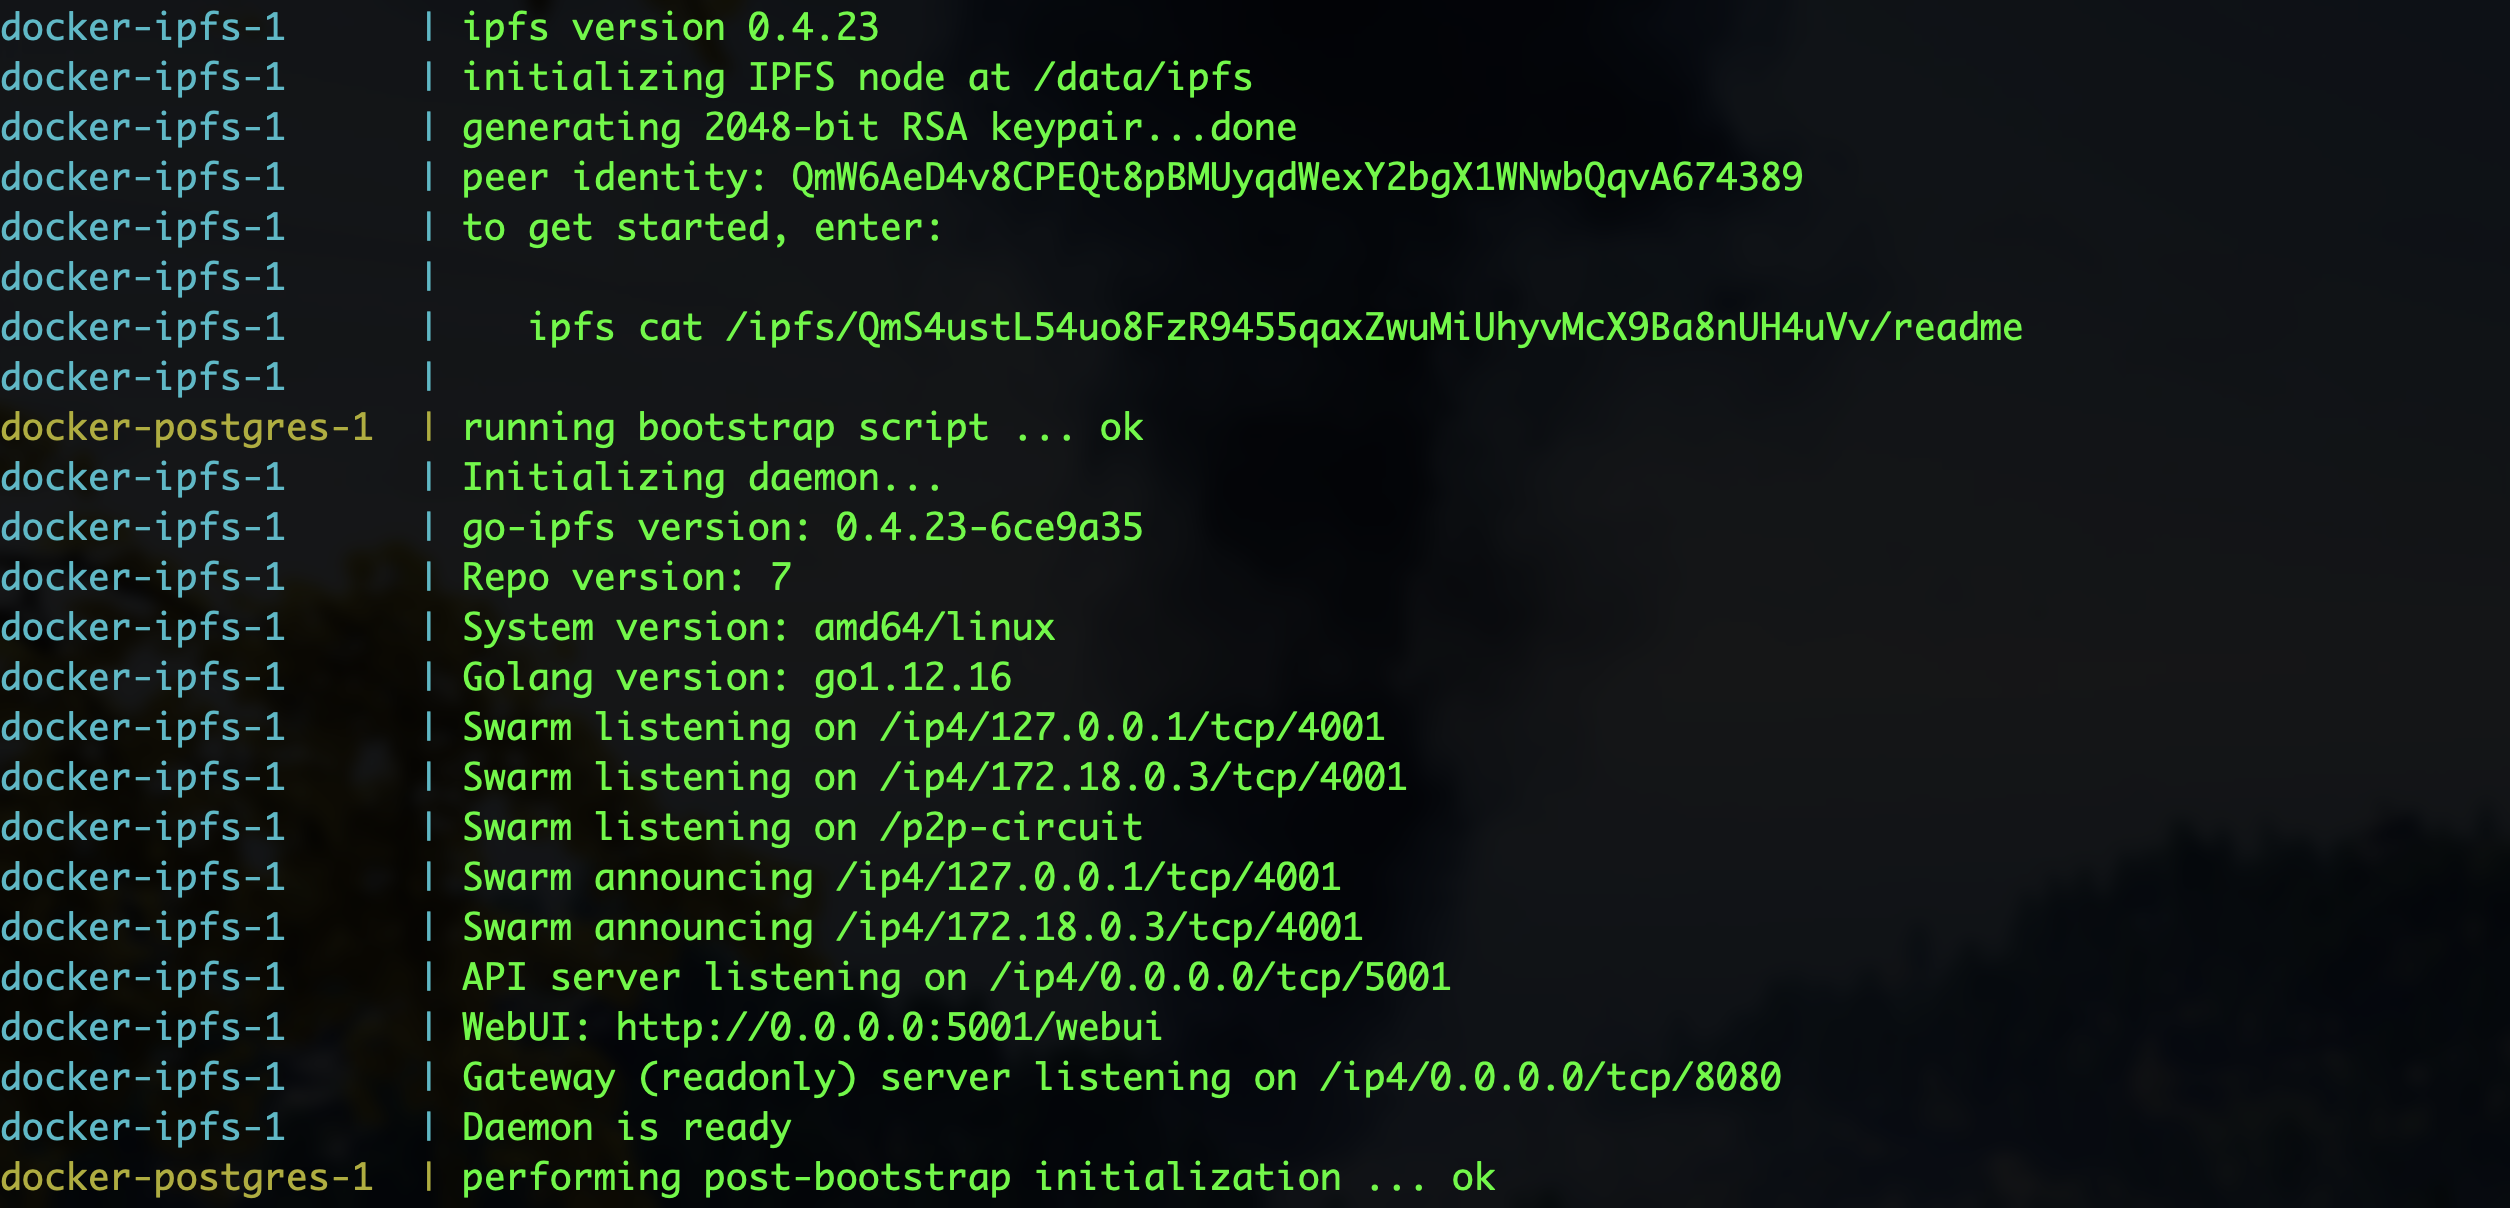 docker-ipfs-1      | ipfs version 0.4.23
docker-ipfs-1      | initializing IPFS node at /data/ipfs
docker-ipfs-1      | generating 2048-bit RSA keypair...done
docker-ipfs-1      | peer identity: QmW6AeD4v8CPEQt8pBMUyqdWexY2bgX1WNwbQqvA674389
docker-ipfs-1      | to get started, enter:
docker-ipfs-1      |
docker-ipfs-1      |    ipfs cat /ipfs/QmS4ustL54uo8FzR9455qaxZwuMiUhyvMcX9Ba8nUH4uVv/readme
docker-ipfs-1      |
docker-postgres-1  | running bootstrap script ... ok
docker-ipfs-1      | Initializing daemon...
docker-ipfs-1      | go-ipfs version: 0.4.23-6ce9a35
docker-ipfs-1      | Repo version: 7
docker-ipfs-1      | System version: amd64/linux
docker-ipfs-1      | Golang version: go1.12.16
docker-ipfs-1      | Swarm listening on /ip4/127.0.0.1/tcp/4001
docker-ipfs-1      | Swarm listening on /ip4/172.18.0.3/tcp/4001
docker-ipfs-1      | Swarm listening on /p2p-circuit
docker-ipfs-1      | Swarm announcing /ip4/127.0.0.1/tcp/4001
docker-ipfs-1      | Swarm announcing /ip4/172.18.0.3/tcp/4001
docker-ipfs-1      | API server listening on /ip4/0.0.0.0/tcp/5001
docker-ipfs-1      | WebUI: http://0.0.0.0:5001/webui
docker-ipfs-1      | Gateway (readonly) server listening on /ip4/0.0.0.0/tcp/8080
docker-ipfs-1      | Daemon is ready
docker-postgres-1  | performing post-bootstrap initialization ... ok